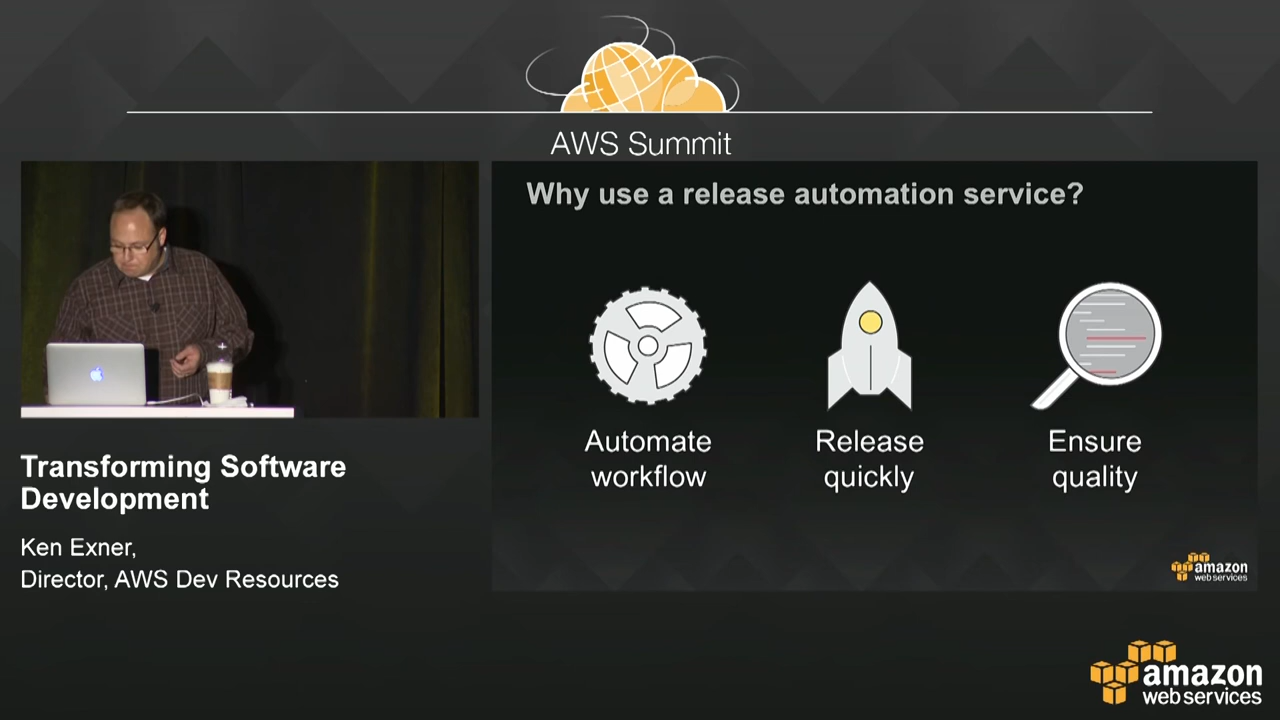 AWS Summit
Why use a release automation service?
Automate
workflow
Release
quickly
Ensure
quality
amazon
web services
Transforming Software
Development
Ken Exner,
Director, AWS Dev Resources
amazon
web services